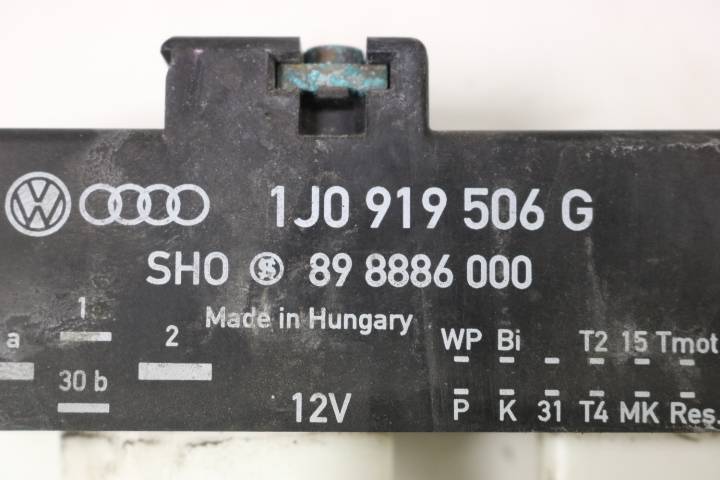 1J0 919 506 G
SHO 89 8886 000
Made in Hungary
a 1 2 WP Bi T2 15 Tmot
30 b 12V P K 31 T4 MK Res.